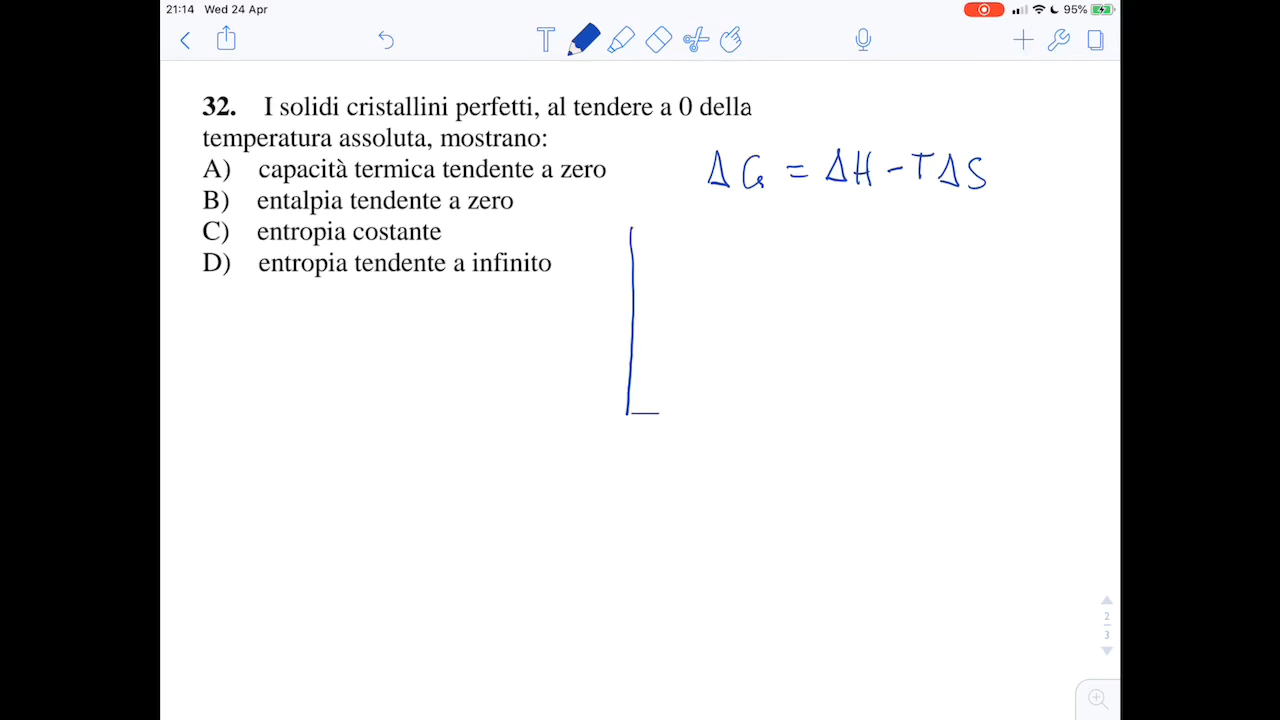 21:14 Wed 24 Apr 95%
T
32. I solidi cristallini perfetti, al tendere a 0 della
temperatura assoluta, mostrano:
A) capacità termica tendente a zero
B) entalpia tendente a zero
C) entropia costante
D) entropia tendente a infinito
ΔG = ΔH - TΔS
2
3